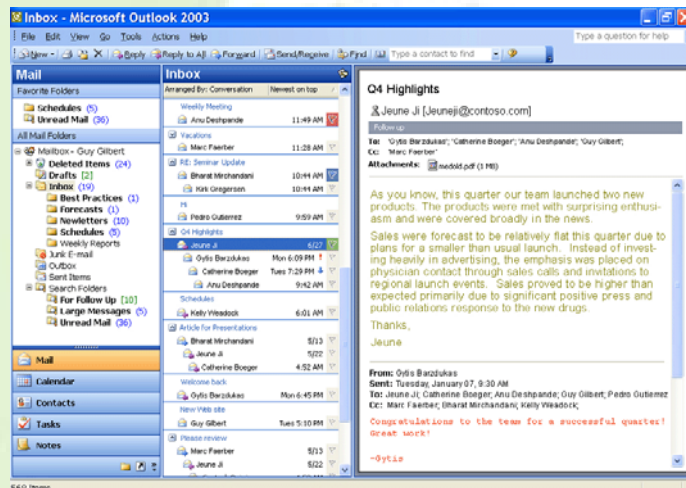 Inbox - Microsoft Outlook 2003
File Edit View Go Tools Actions Help
Type a question for help
New Reply Reply to All Forward Send/Receive Find Type a contact to find
Mail
Favorite Folders
Schedules (5)
Unread Mail (36)
All Mail Folders
Mailbox - Guy Gilbert
Deleted Items (24)
Drafts [2]
Inbox (19)
Best Practices (1)
Forecasts (1)
Newletters (10)
Schedules (5)
Weekly Reports
Junk E-mail
Outbox
Sent Items
Search Folders
For Follow Up [10]
Large Messages (5)
Unread Mail (36)
Mail
Calendar
Contacts
Tasks
Notes
Inbox
Arranged By: Conversation Newest on top
Weekly Meeting
Anu Deshpande 11:49 AM
Vacations
Marc Faerber 11:28 AM
RE: Seminar Update
Bharat Mirchandani 10:44 AM
Kirk Gregersen 10:44 AM
Hi
Pedro Gutierrez 9:59 AM
Q4 Highlights
Jeune Ji 6/27
Gytis Barzdukas Mon 6:09 PM
Catherine Boeger Tues 7:29 PM
Anu Deshpande 9:42 AM
Schedules
Kelly Weadock 6:01 AM
Article for Presentations
Bharat Mirchandani 5/13
Jeune Ji 5/22
Catherine Boeger 4:52 AM
Welcome back
Gytis Barzdukas Mon 6:45 PM
New Web site
Guy Gilbert Tues 5:10 PM
Please review
Marc Faerber 5/13
Jeune Ji 5/22
Q4 Highlights
Jeune Ji [Jeuneji@contoso.com]
Follow up
To: 'Gytis Barzdukas'; 'Catherine Boeger'; 'Anu Deshpande'; 'Guy Gilbert';
Cc: 'Marc Faerber'
Attachments: medold.pdf (1 MB)
As you know, this quarter our team launched two new
products. The products were met with surprising enthusi-
asm and were covered broadly in the news.
Sales were forecast to be relatively flat this quarter due to
plans for a smaller than usual launch. Instead of invest-
ing heavily in advertising, the emphasis was placed on
physician contact through sales calls and invitations to
regional launch events. Sales proved to be higher than
expected primarily due to significant positive press and
public relations response to the new drugs.
Thanks,
Jeune
From: Gytis Barzdukas
Sent: Tuesday, January 07, 9:30 AM
To: Jeune Ji; Catherine Boeger; Anu Deshpande; Guy Gilbert; Pedro Gutierrez
Cc: Marc Faerber; Bharat Mirchandani; Kelly Weadock;
Congratulations to the team for a successful quarter!
Great work!
-Gytis